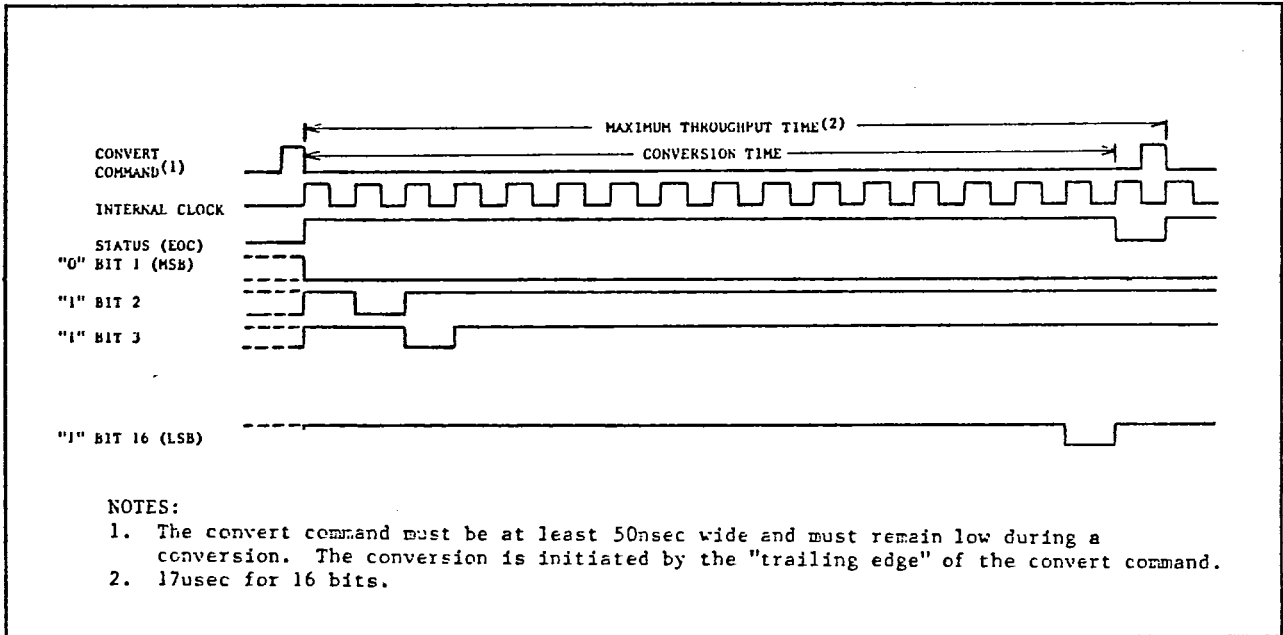 MAXIMUM THROUGHPUT TIME(2)
CONVERSION TIME
CONVERT
COMMAND(1)
INTERNAL CLOCK
STATUS (EOC)
"0" BIT 1 (MSB)
"1" BIT 2
"1" BIT 3
"1" BIT 16 (LSB)
NOTES:
1. The convert command must be at least 50nsec wide and must remain low during a
conversion. The conversion is initiated by the "trailing edge" of the convert command.
2. 17usec for 16 bits.